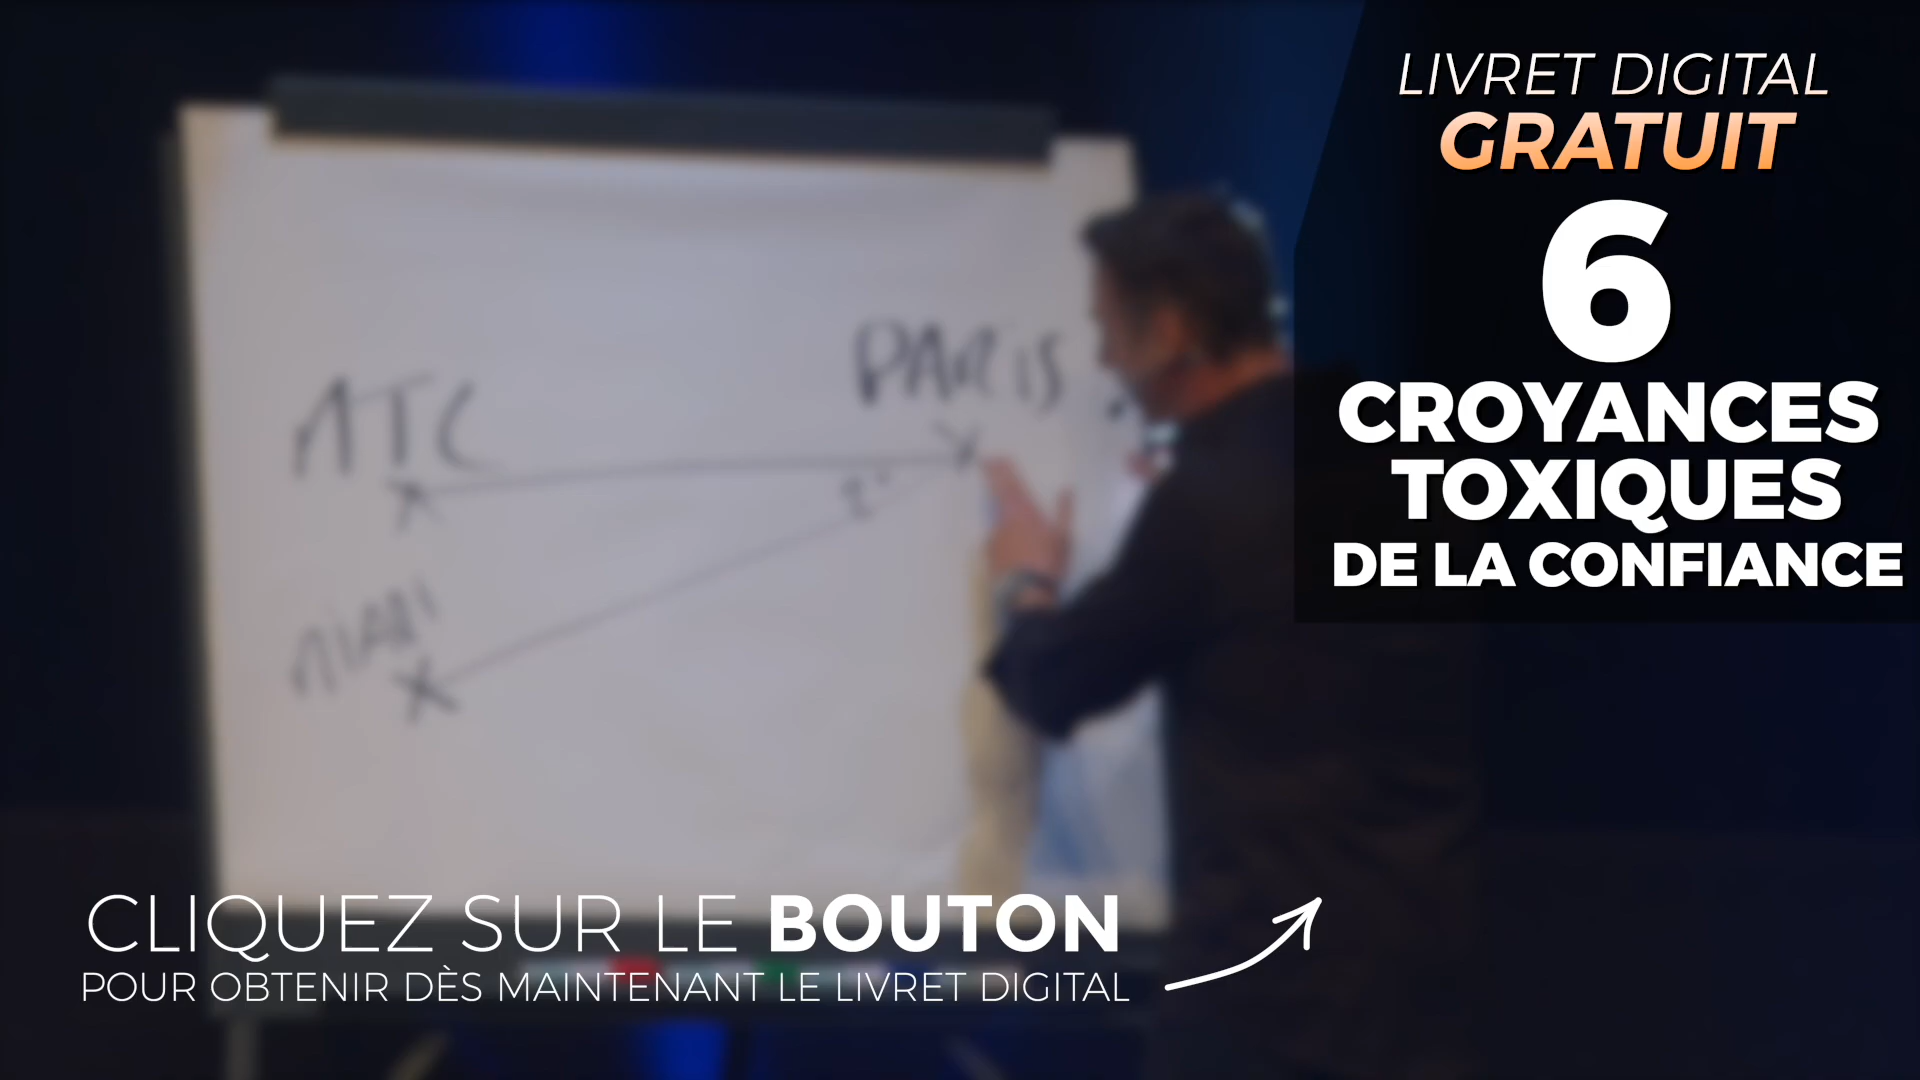 LIVRET DIGITAL
GRATUIT
6
CROYANCES
TOXIQUES
DE LA CONFIANCE
PARIS
MIAMI
CLIQUEZ SUR LE BOUTON
POUR OBTENIR DÈS MAINTENANT LE LIVRET DIGITAL